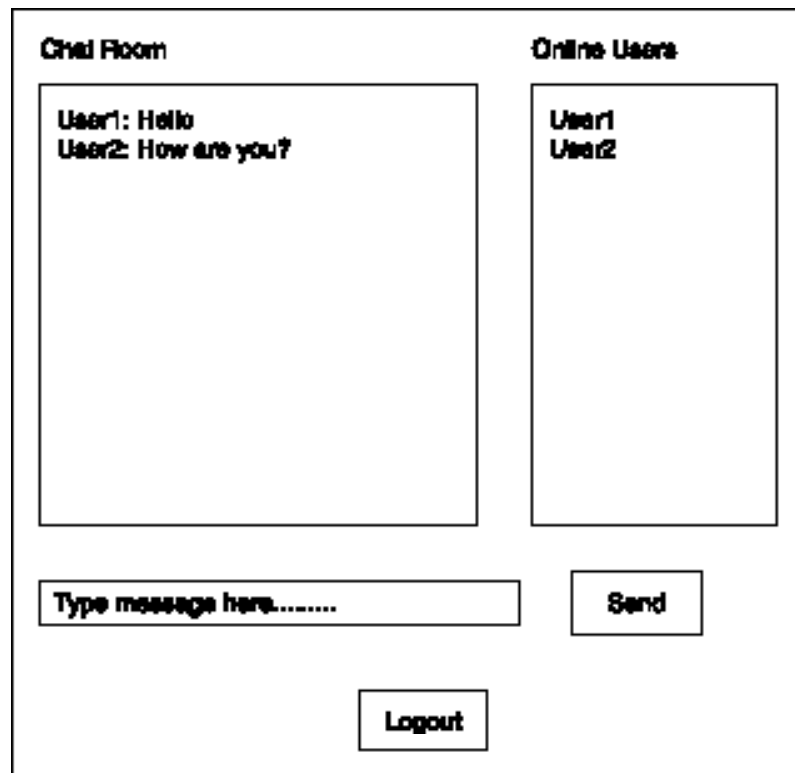 Chat Room
Online Users
User1: Hello
User2: How are you?
User1
User2
Type message here.........
Send
Logout